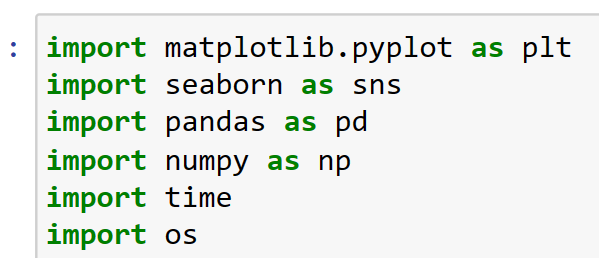 : import matplotlib.pyplot as plt
import seaborn as sns
import pandas as pd
import numpy as np
import time
import os